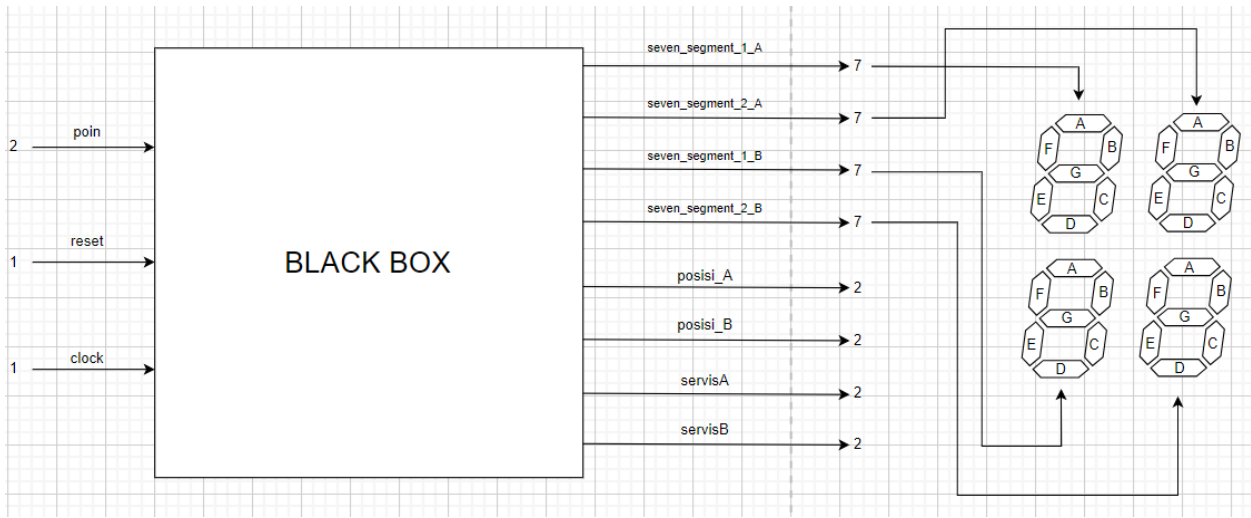 2
poin
1
reset
1
clock
BLACK BOX
seven_segment_1_A
7
seven_segment_2_A
7
seven_segment_1_B
7
seven_segment_2_B
7
posisi_A
2
posisi_B
2
servisA
2
servisB
2
A
F
B
G
E
C
D
A
F
B
G
E
C
D
A
F
B
G
E
C
D
A
F
B
G
E
C
D